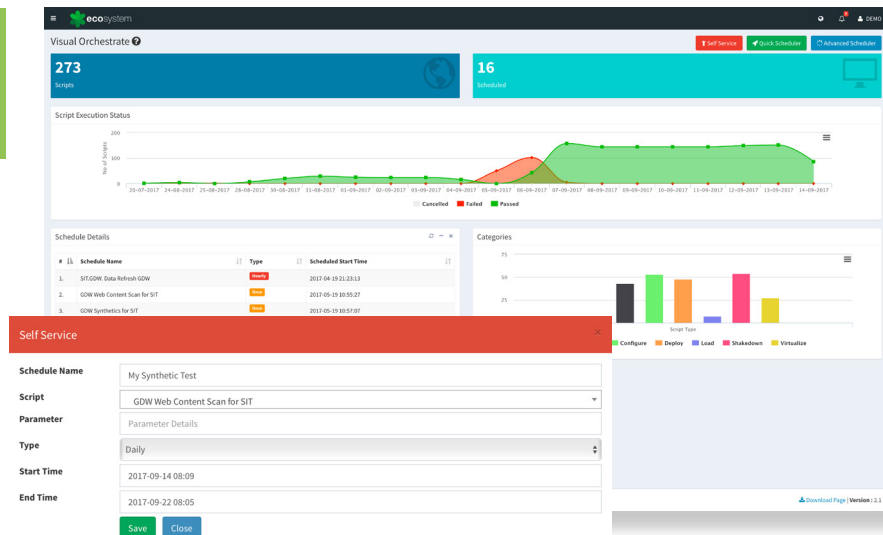 ecosystem
DEMO
Visual Orchestrate
Self Service
Quick Scheduler
Advanced Scheduler
273
Scripts
16
Scheduled
Script Execution Status
200
100
0
No of Scripts
20-07-2017 24-08-2017 25-08-2017 28-08-2017 30-08-2017 31-08-2017 01-09-2017 02-09-2017 03-09-2017 04-09-2017 05-09-2017 06-09-2017 07-09-2017 08-09-2017 09-09-2017 10-09-2017 11-09-2017 12-09-2017 13-09-2017 14-09-2017
Cancelled Failed Passed
Schedule Details
# Schedule Name Type Scheduled Start Time
1. SIT.GDW. Data Refresh GDW Hourly 2017-04-19 21:23:13
2. GDW Web Content Scan for SIT Once 2017-05-19 10:55:27
3. GDW Synthetics for SIT Once 2017-05-19 10:57:07
Categories
75
50
25
Script Type
Configure Deploy Load Shakedown Virtualize
Self Service
Schedule Name My Synthetic Test
Script GDW Web Content Scan for SIT
Parameter Parameter Details
Type Daily
Start Time 2017-09-14 08:09
End Time 2017-09-22 08:05
Save Close
Download Page | Version : 2.1